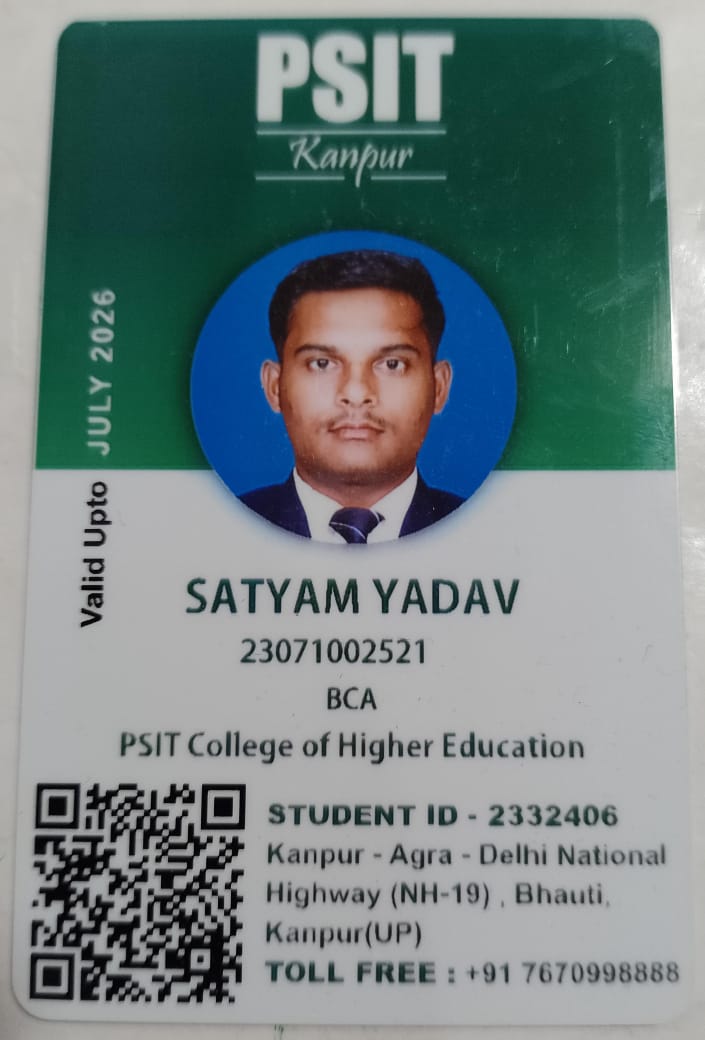 PSIT
Kanpur
Valid Upto JULY 2026
SATYAM YADAV
23071002521
BCA
PSIT College of Higher Education
STUDENT ID - 2332406
Kanpur - Agra - Delhi National
Highway (NH-19) , Bhauti,
Kanpur(UP)
TOLL FREE : +91 7670998888